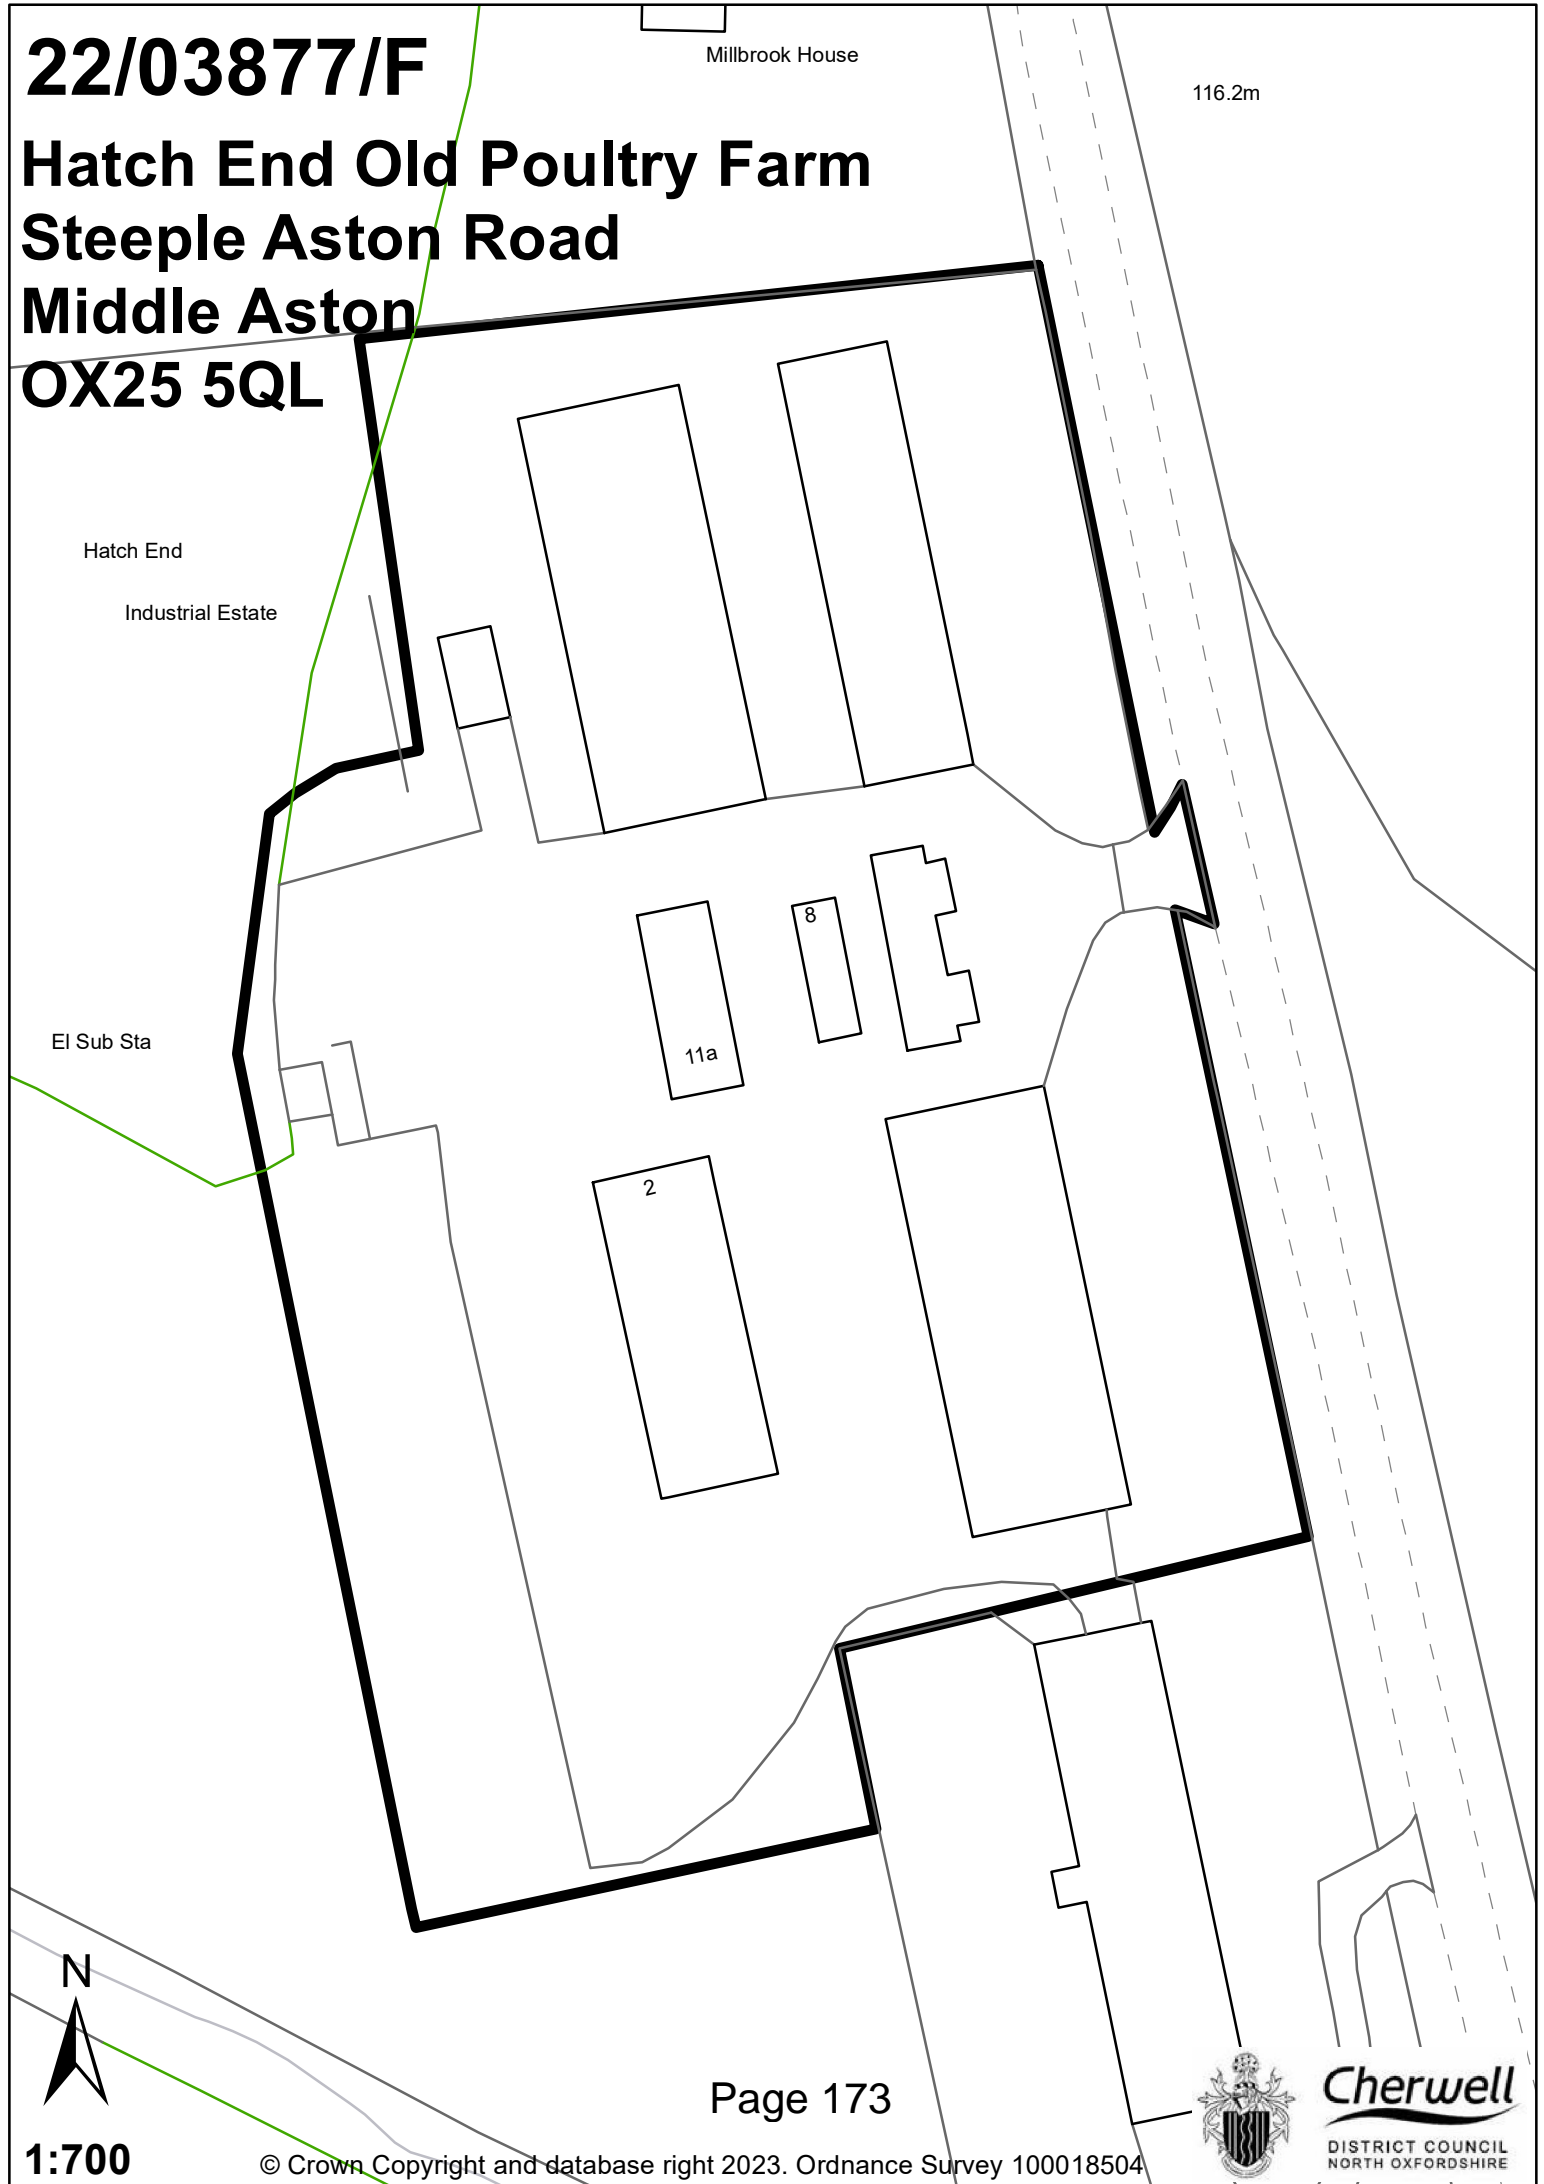 22/03877/F
Hatch End Old Poultry Farm
Steeple Aston Road
Middle Aston
OX25 5QL
Millbrook House
116.2m
Hatch End
Industrial Estate
8
El Sub Sta
11a
2
N
Page 173
1:700
© Crown Copyright and database right 2023. Ordnance Survey 100018504
Cherwell
DISTRICT COUNCIL
NORTH OXFORDSHIRE